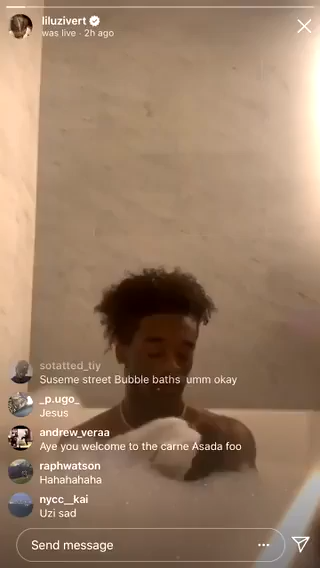 liluzivert
was live · 2h ago
sotatted_tiy
Suseme street Bubble baths umm okay
_p.ugo_
Jesus
andrew_veraa
Aye you welcome to the carne Asada foo
raphwatson
Hahahahaha
nycc__kai
Uzi sad
Send message